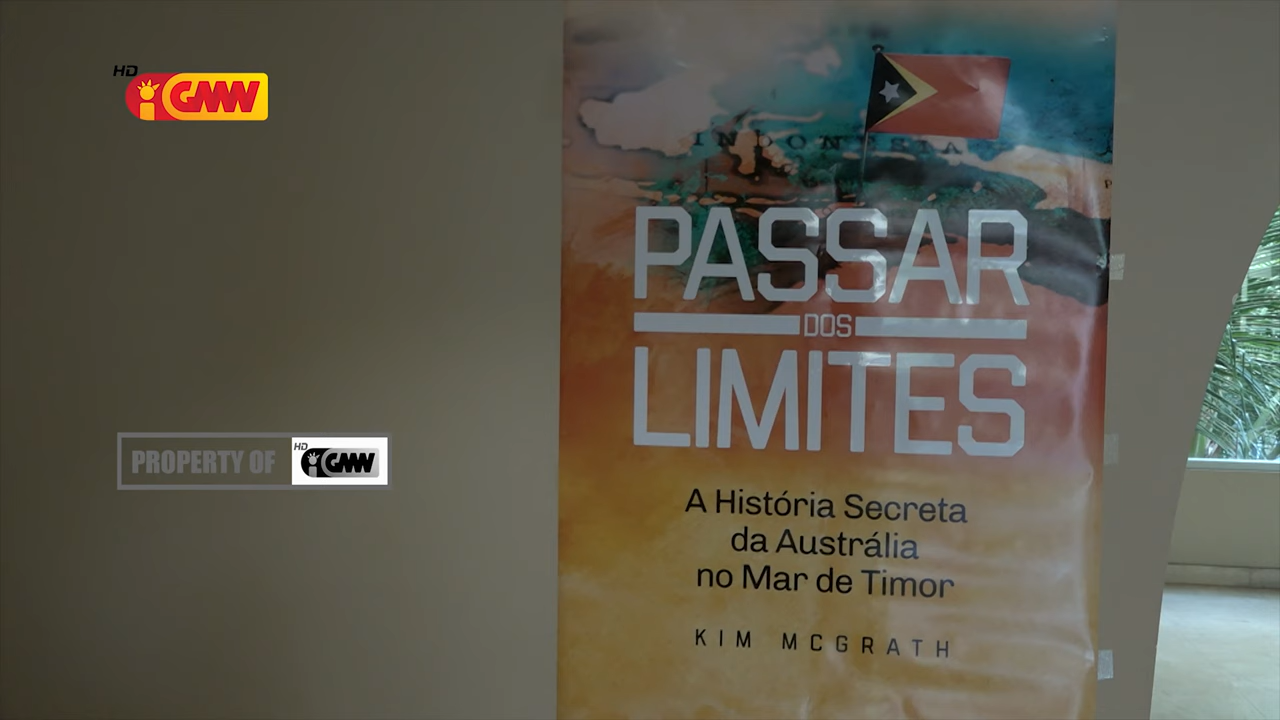 HD
GMW
INDONESIA
PASSAR
DOS
LIMITES
PROPERTY OF HD GMW
A História Secreta
da Austrália
no Mar de Timor
KIM MCGRATH